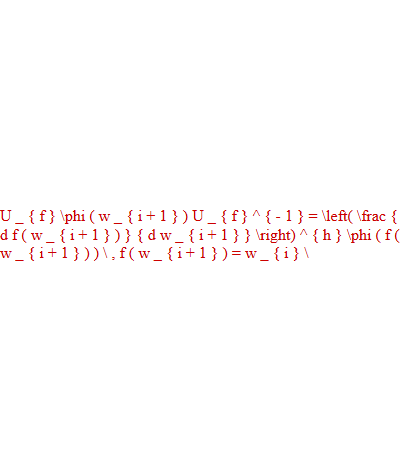 U _ { f } \phi ( w _ { i + 1 } ) U _ { f } ^ { - 1 } = \left( \frac {
d f ( w _ { i + 1 } ) } { d w _ { i + 1 } } \right) ^ { h } \phi ( f (
w _ { i + 1 } ) ) \ , f ( w _ { i + 1 } ) = w _ { i } \